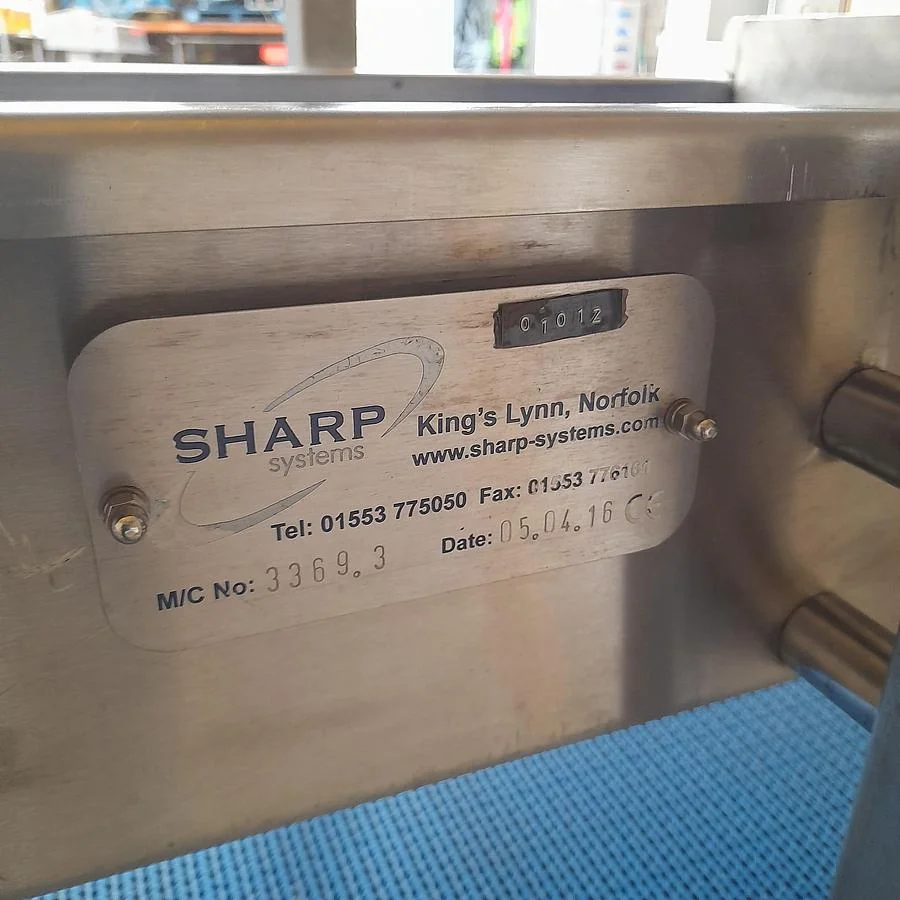 01012
SHARP
systems
King's Lynn, Norfolk
www.sharp-systems.com
Tel: 01553 775050 Fax: 01553 776161
M/C No: 3369.3
Date: 05.04.16 CE